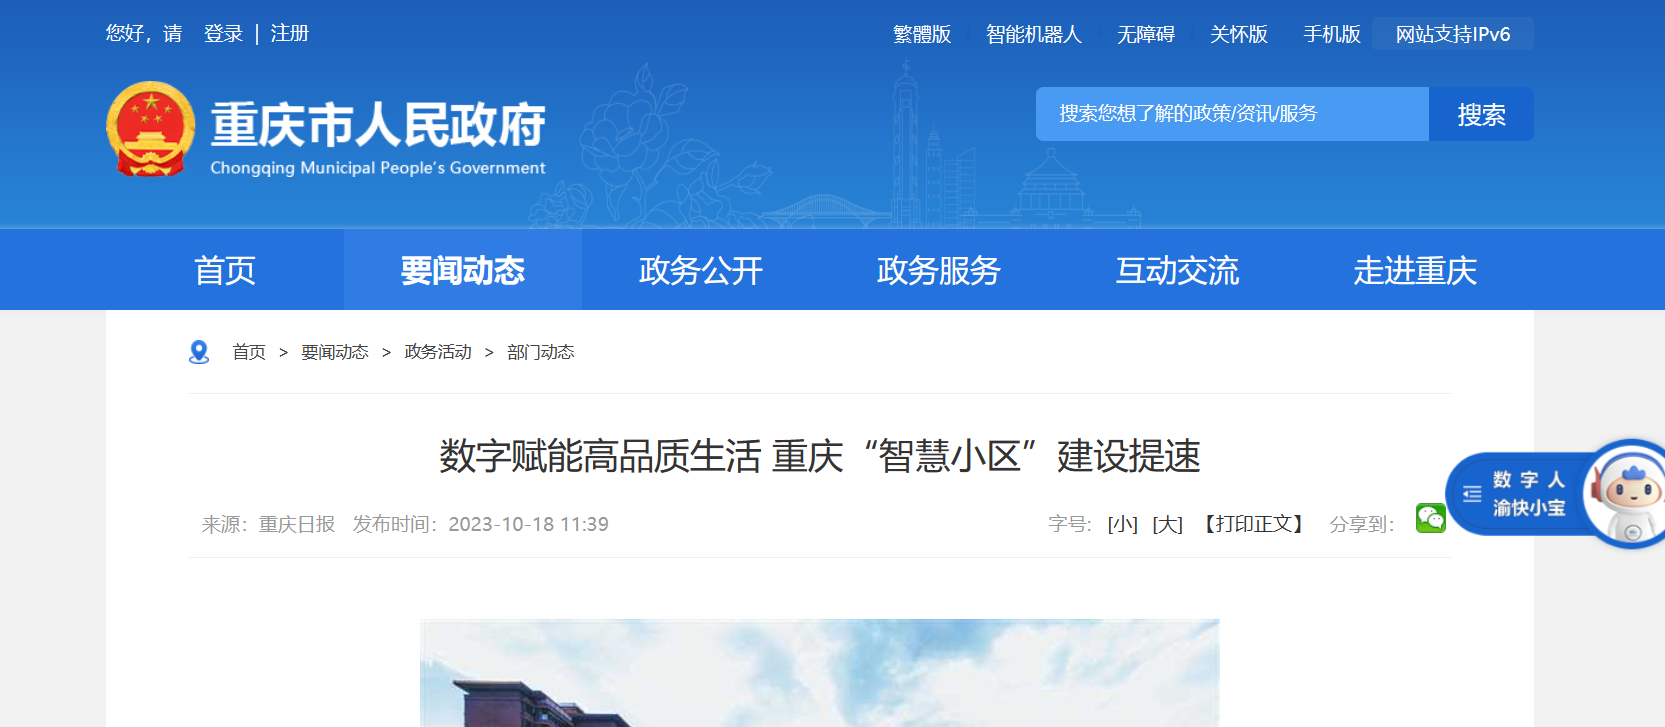 您好，请 登录 | 注册
繁體版 智能机器人 无障碍 关怀版 手机版 网站支持IPv6
重庆市人民政府
Chongqing Municipal People's Government
搜索您想了解的政策/资讯/服务 搜索
首页 要闻动态 政务公开 政务服务 互动交流 走进重庆
首页 > 要闻动态 > 政务活动 > 部门动态
数字赋能高品质生活 重庆“智慧小区”建设提速
来源：重庆日报 发布时间：2023-10-18 11:39
字号：[小] [大] 【打印正文】 分享到：
数字人
渝快小宝